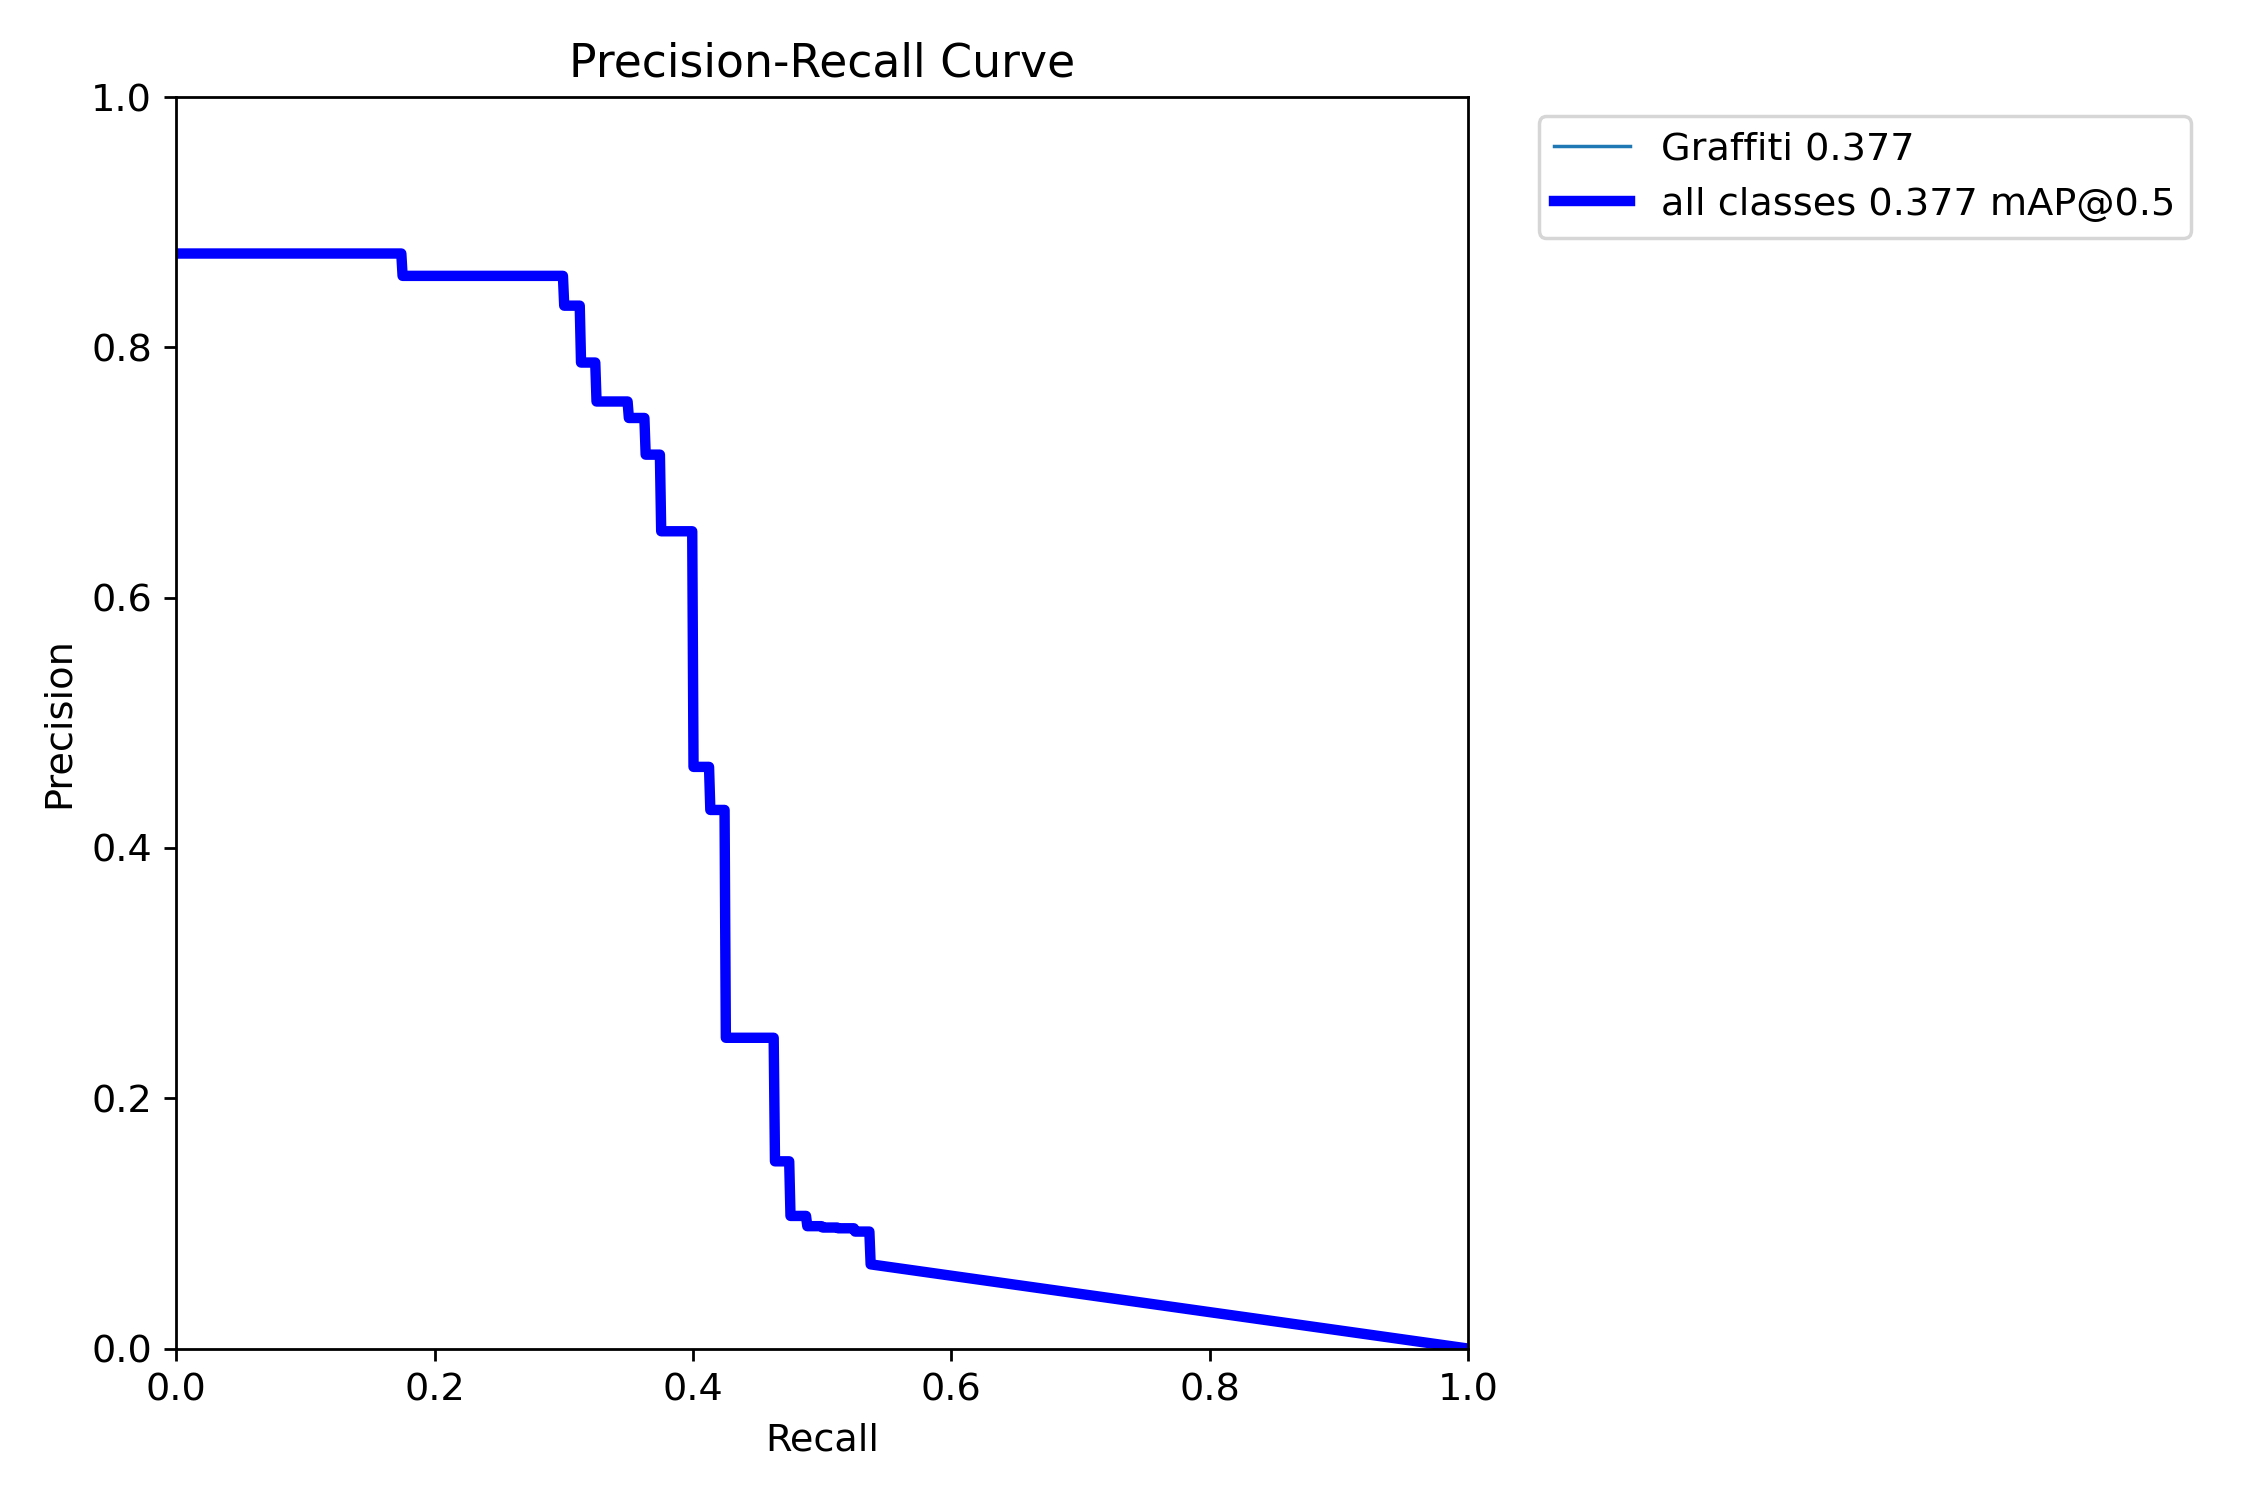 Precision-Recall Curve
1.0
0.8
0.6
0.4
0.2
0.0
Precision
0.0 0.2 0.4 0.6 0.8 1.0
Recall
Graffiti 0.377
all classes 0.377 mAP@0.5